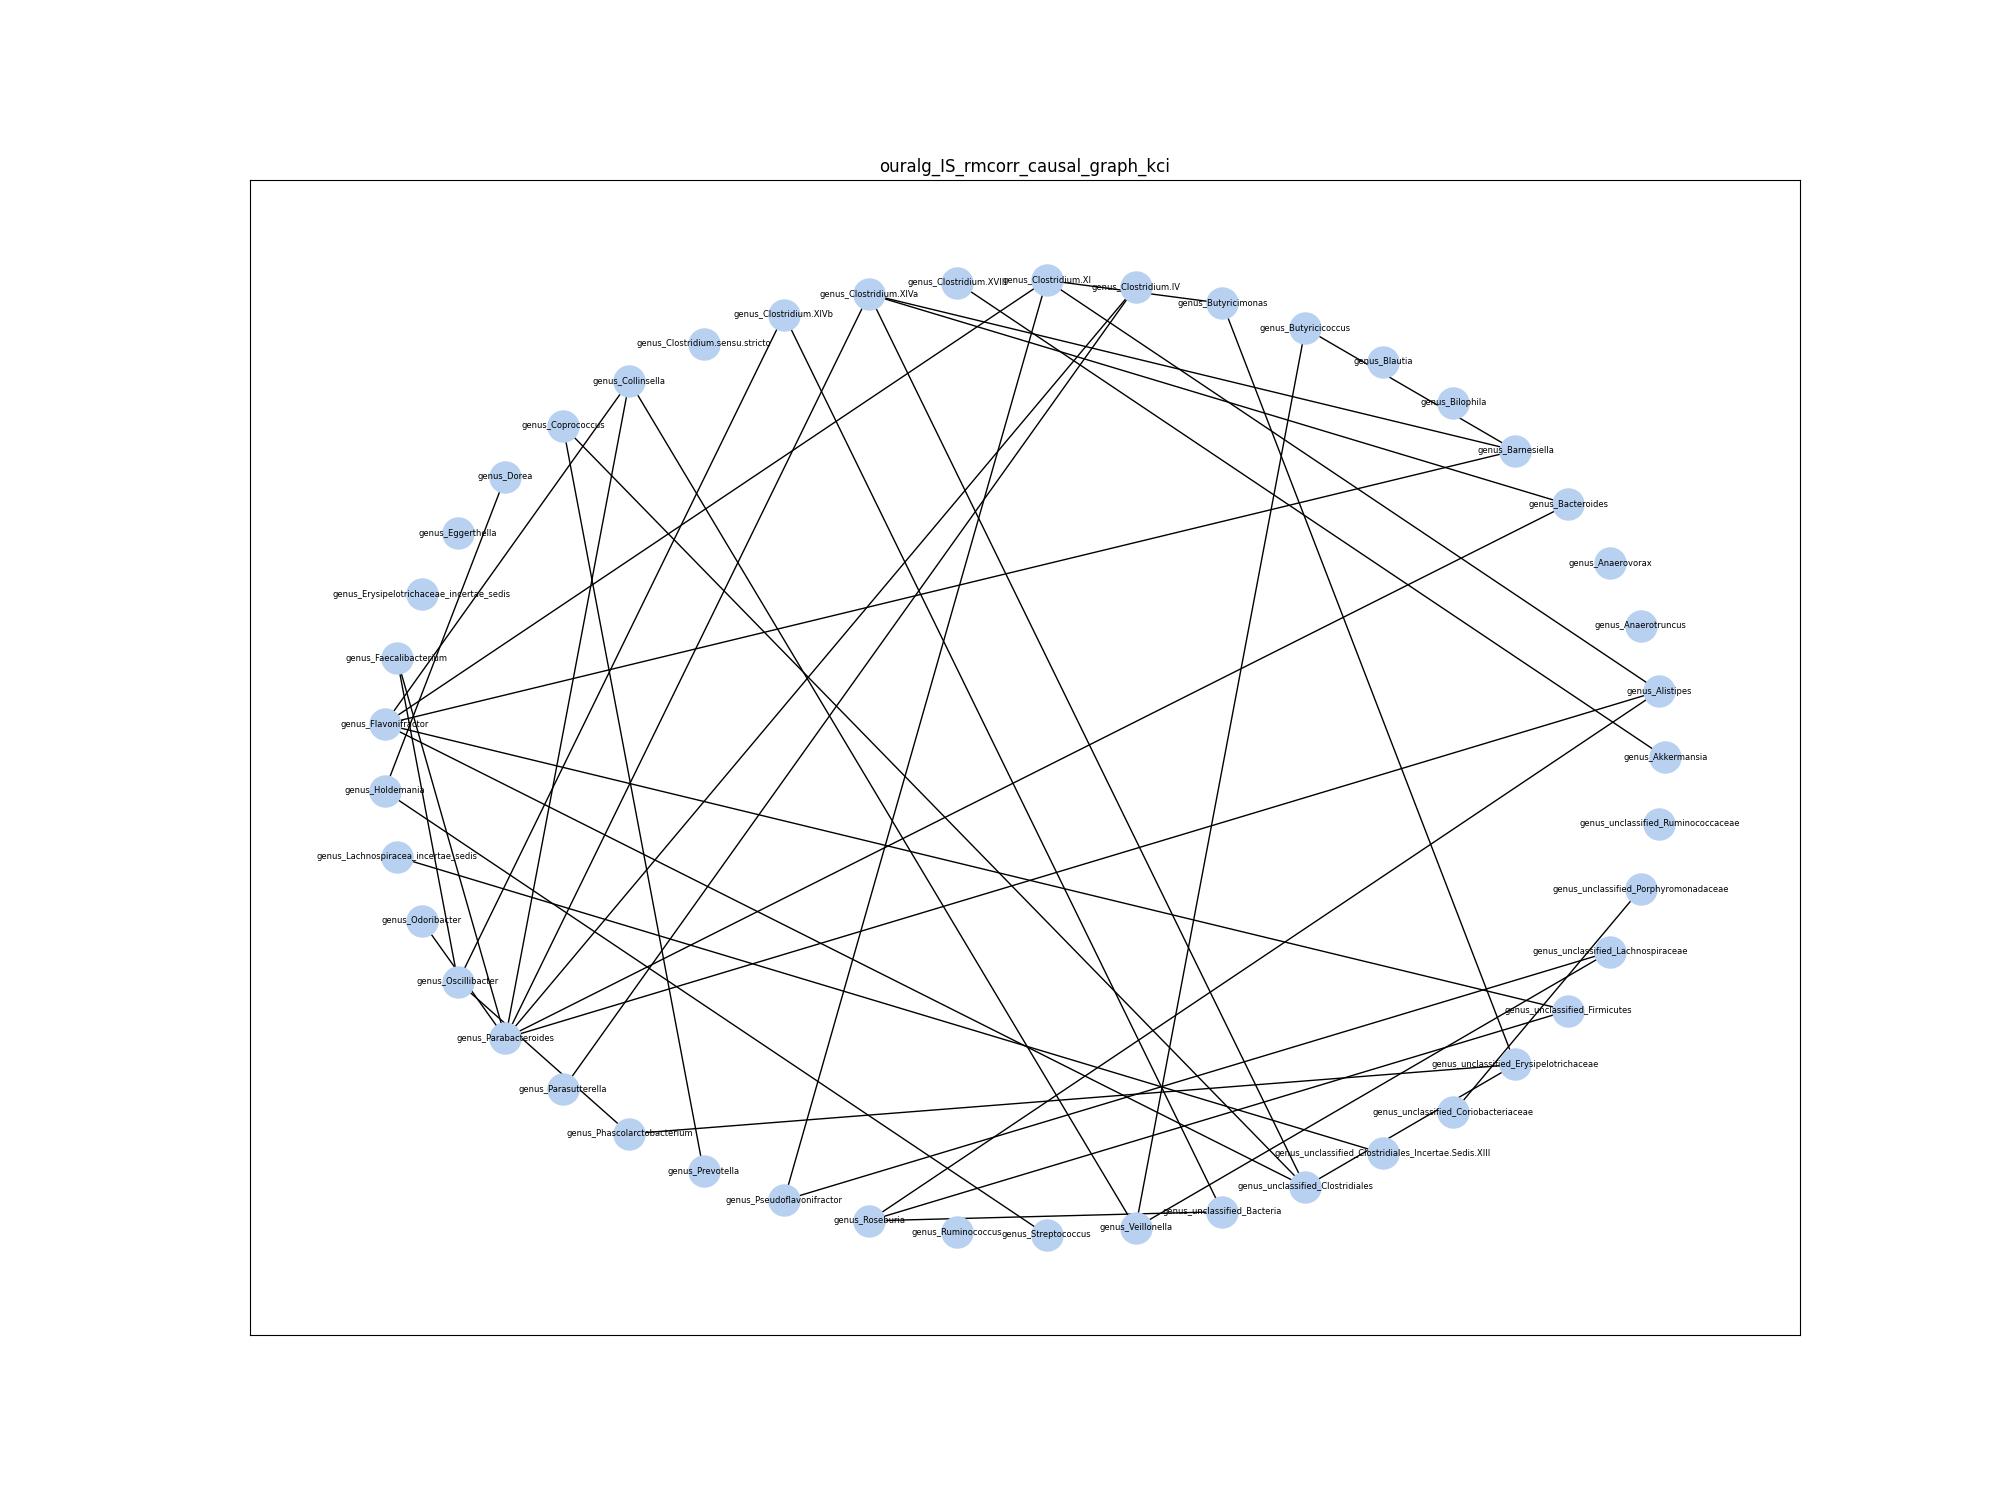 ouralg_IS_rmcorr_causal_graph_kci
genus_Clostridium.XI
genus_Clostridium.XVIII
genus_Clostridium.IV
genus_Clostridium.XIVa
genus_Butyricimonas
genus_Clostridium.XIVb
genus_Butyricicoccus
genus_Clostridium.sensu.stricto
genus_Blautia
genus_Collinsella
genus_Bilophila
genus_Coprococcus
genus_Barnesiella
genus_Dorea
genus_Bacteroides
genus_Eggerthella
genus_Anaerovorax
genus_Erysipelotrichaceae_incertae_sedis
genus_Anaerotruncus
genus_Faecalibacterium
genus_Alistipes
genus_Flavonifractor
genus_Akkermansia
genus_Holdemania
genus_unclassified_Ruminococcaceae
genus_Lachnospiracea_incertae_sedis
genus_unclassified_Porphyromonadaceae
genus_Odoribacter
genus_unclassified_Lachnospiraceae
genus_Oscillibacter
genus_unclassified_Firmicutes
genus_Parabacteroides
genus_unclassified_Erysipelotrichaceae
genus_Parasutterella
genus_unclassified_Coriobacteriaceae
genus_Phascolarctobacterium
genus_unclassified_Clostridiales_Incertae.Sedis.XIII
genus_Prevotella
genus_unclassified_Clostridiales
genus_Pseudoflavonifractor
genus_unclassified_Bacteria
genus_Roseburia
genus_Veillonella
genus_Ruminococcus
genus_Streptococcus